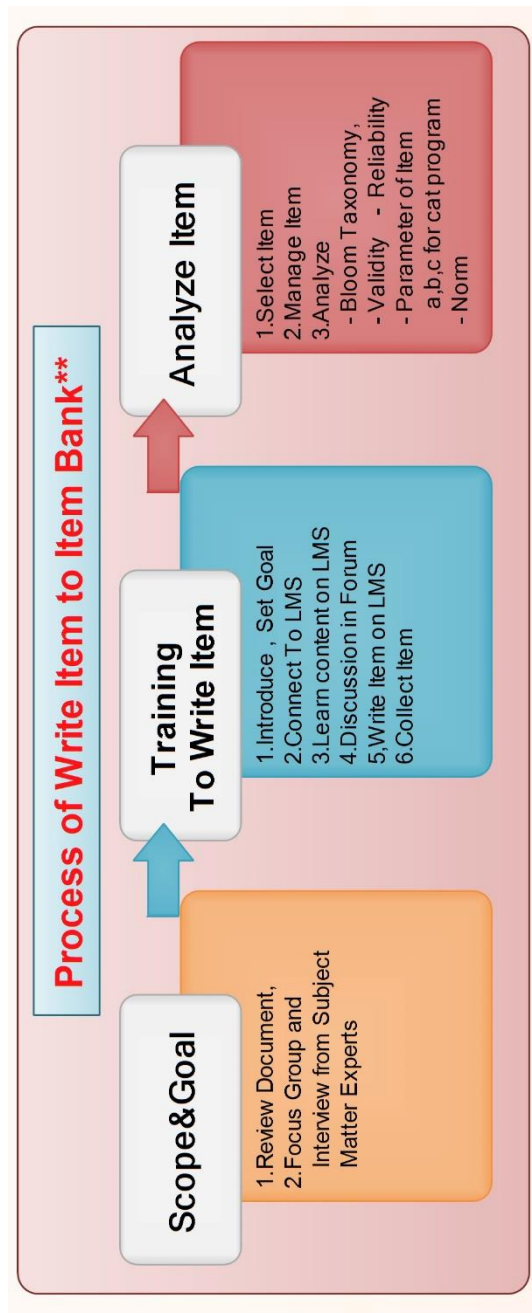 Process of Write Item to Item Bank**
Scope&Goal
1.Review Document,
2.Focus Group and
Interview from Subject
Matter Experts
Training
To Write Item
1.Introduce , Set Goal
2.Connect To LMS
3.Learn content on LMS
4.Discussion in Forum
5,Write Item on LMS
6.Collect Item
Analyze Item
1.Select Item
2.Manage Item
3.Analyze
- Bloom Taxonomy,
- Validity - Reliability
- Parameter of Item
a,b,c for cat program
- Norm